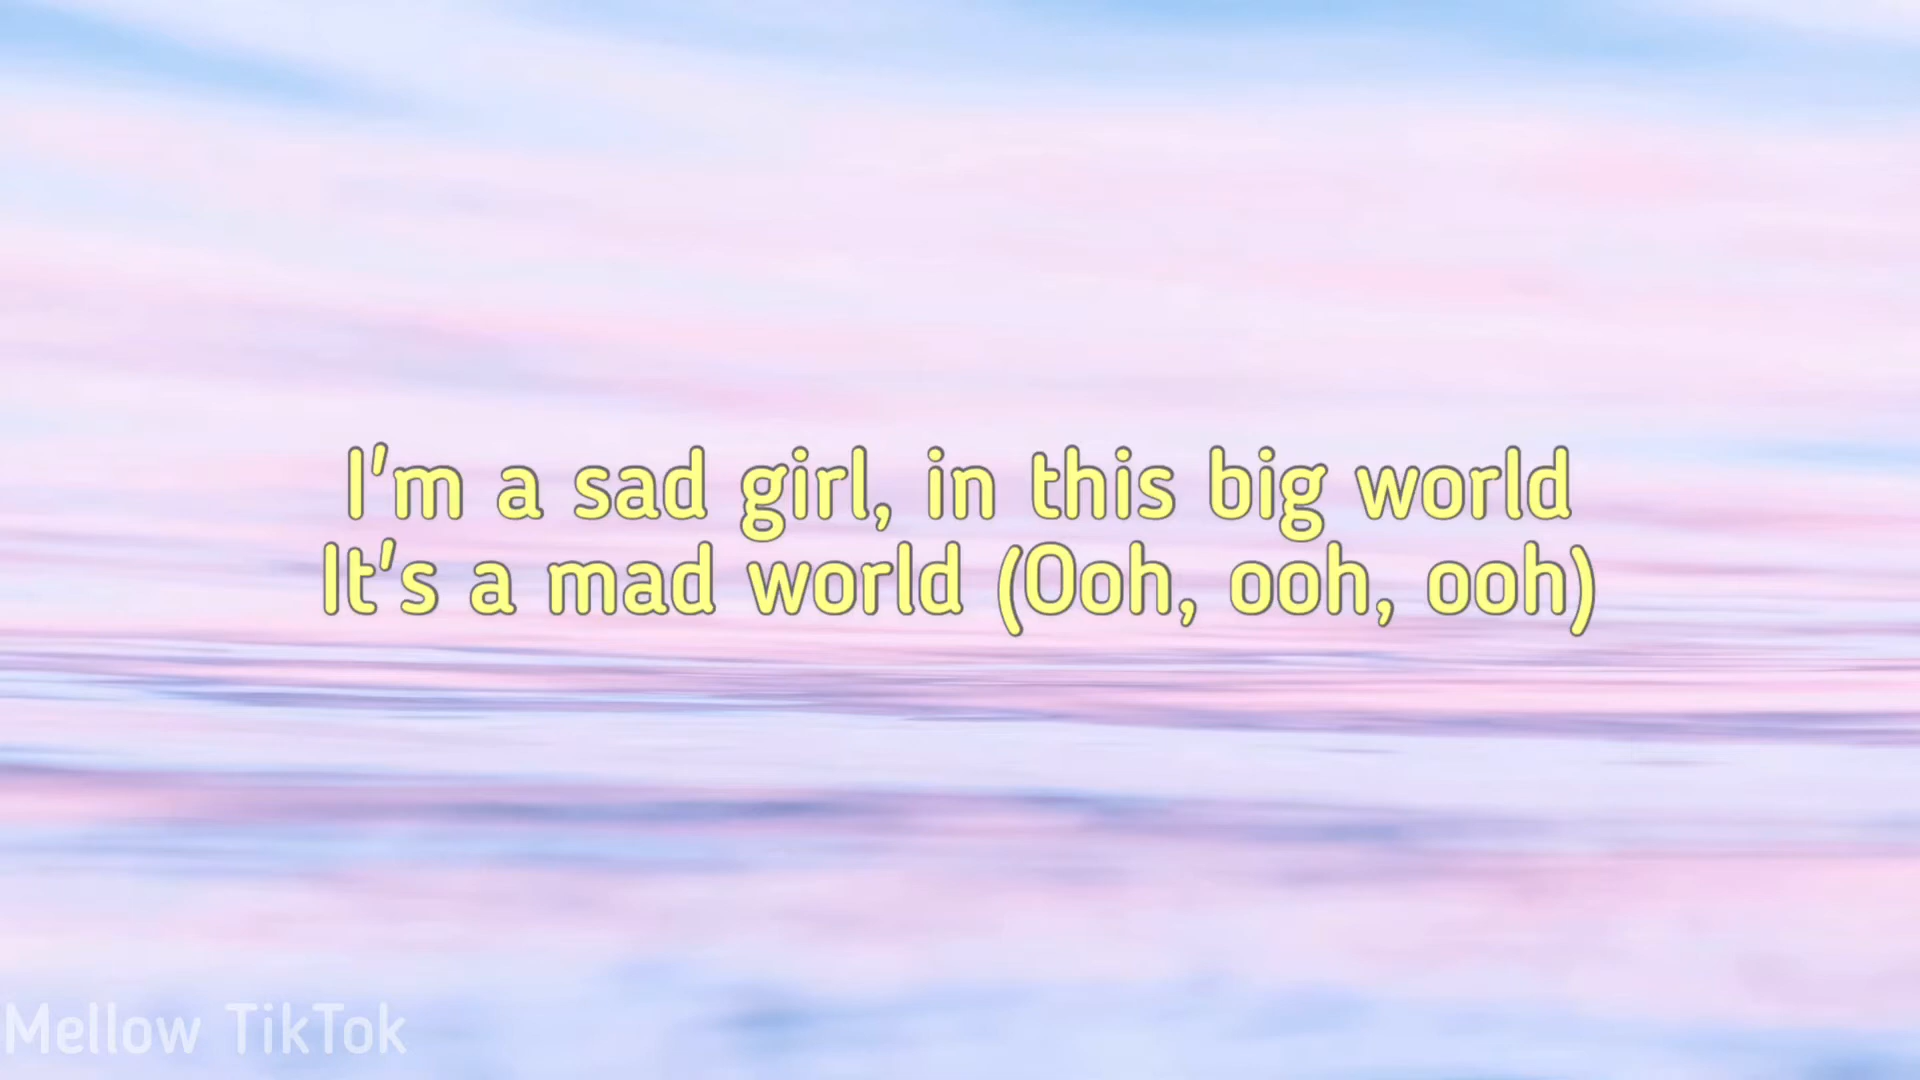 I'm a sad girl, in this big world
It's a mad world (Ooh, ooh, ooh)
Mellow TikTok